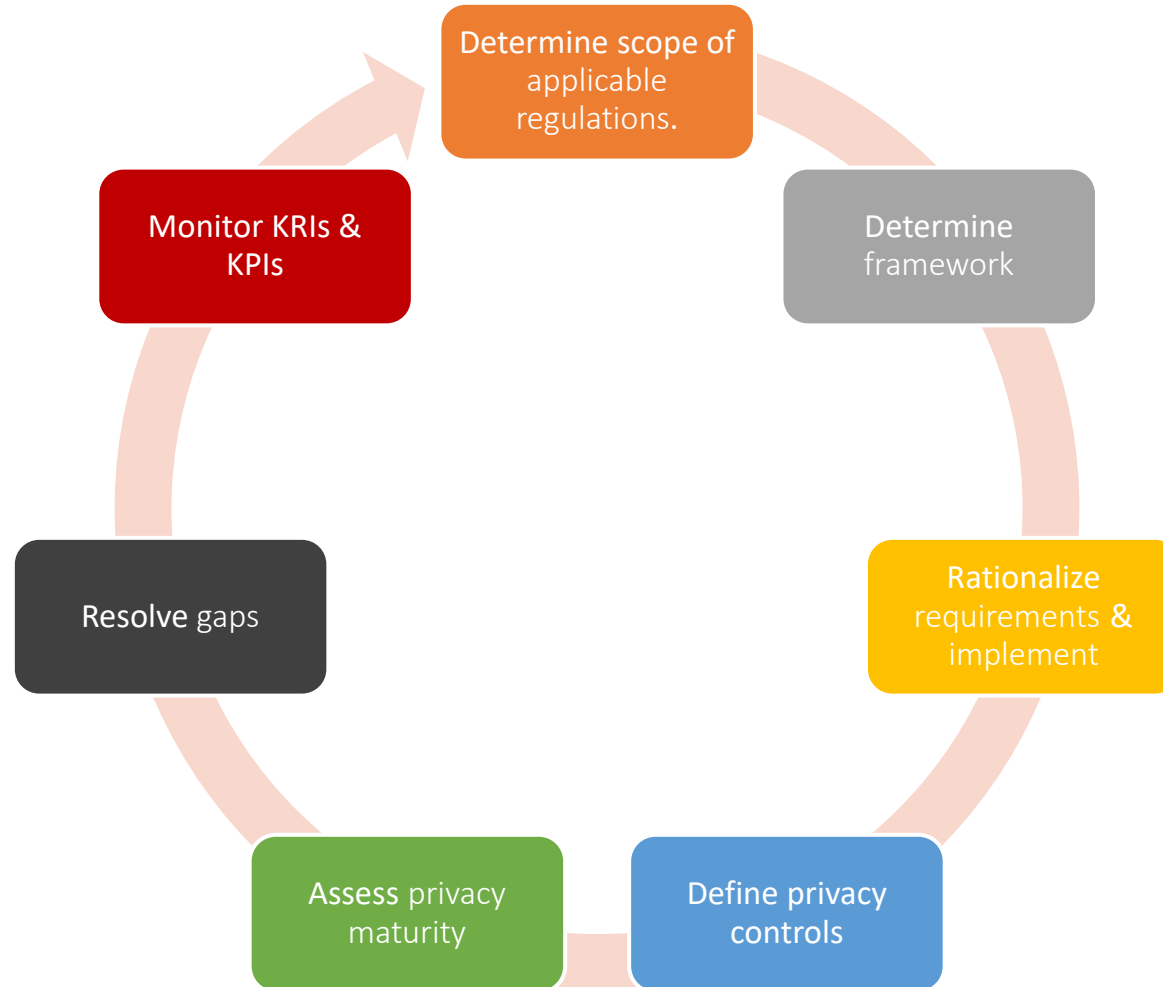 Determine scope of
applicable
regulations.
Determine
framework
Rationalize
requirements &
implement
Define privacy
controls
Assess privacy
maturity
Resolve gaps
Monitor KRIs &
KPIs